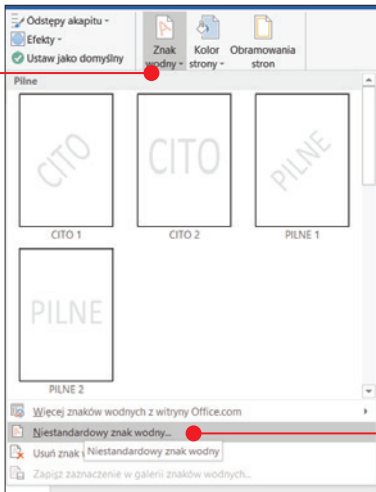 Odstępy akapitu
Efekty
Ustaw jako domyślny
Znak wodny
Kolor strony
Obramowania stron
Pilne
CITO
CITO
PILNE
CITO 1
CITO 2
PILNE 1
PILNE
PILNE 2
Więcej znaków wodnych z witryny Office.com
Niestandardowy znak wodny...
Usuń znak
Niestandardowy znak wodny
Zapisz zaznaczenie w galerii znaków wodnych...